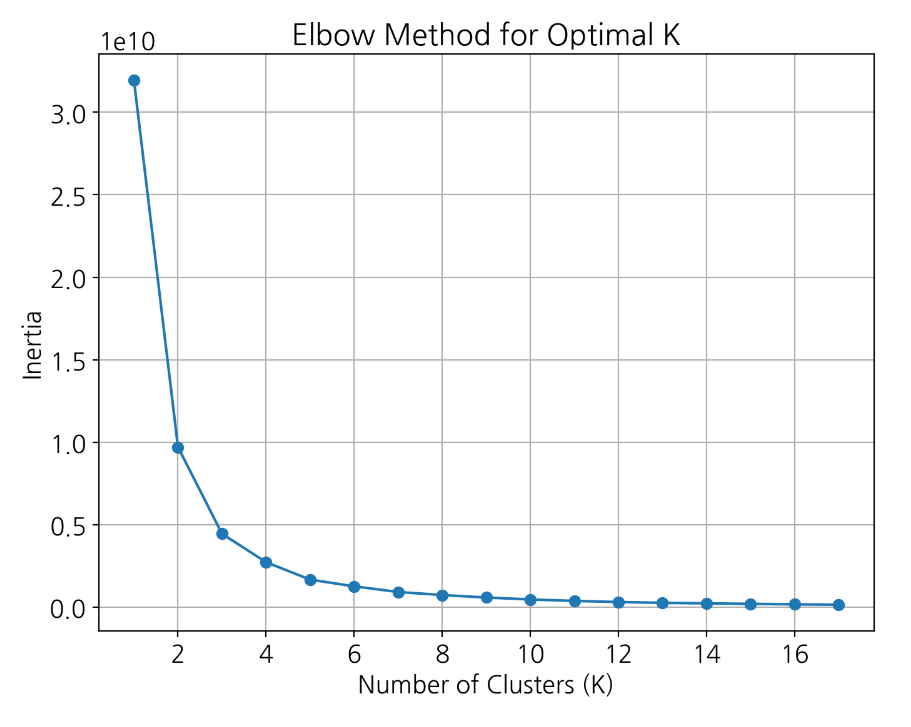 Elbow Method for Optimal K
1e10
3.0
2.5
2.0
1.5
1.0
0.5
0.0
Inertia
2 4 6 8 10 12 14 16
Number of Clusters (K)